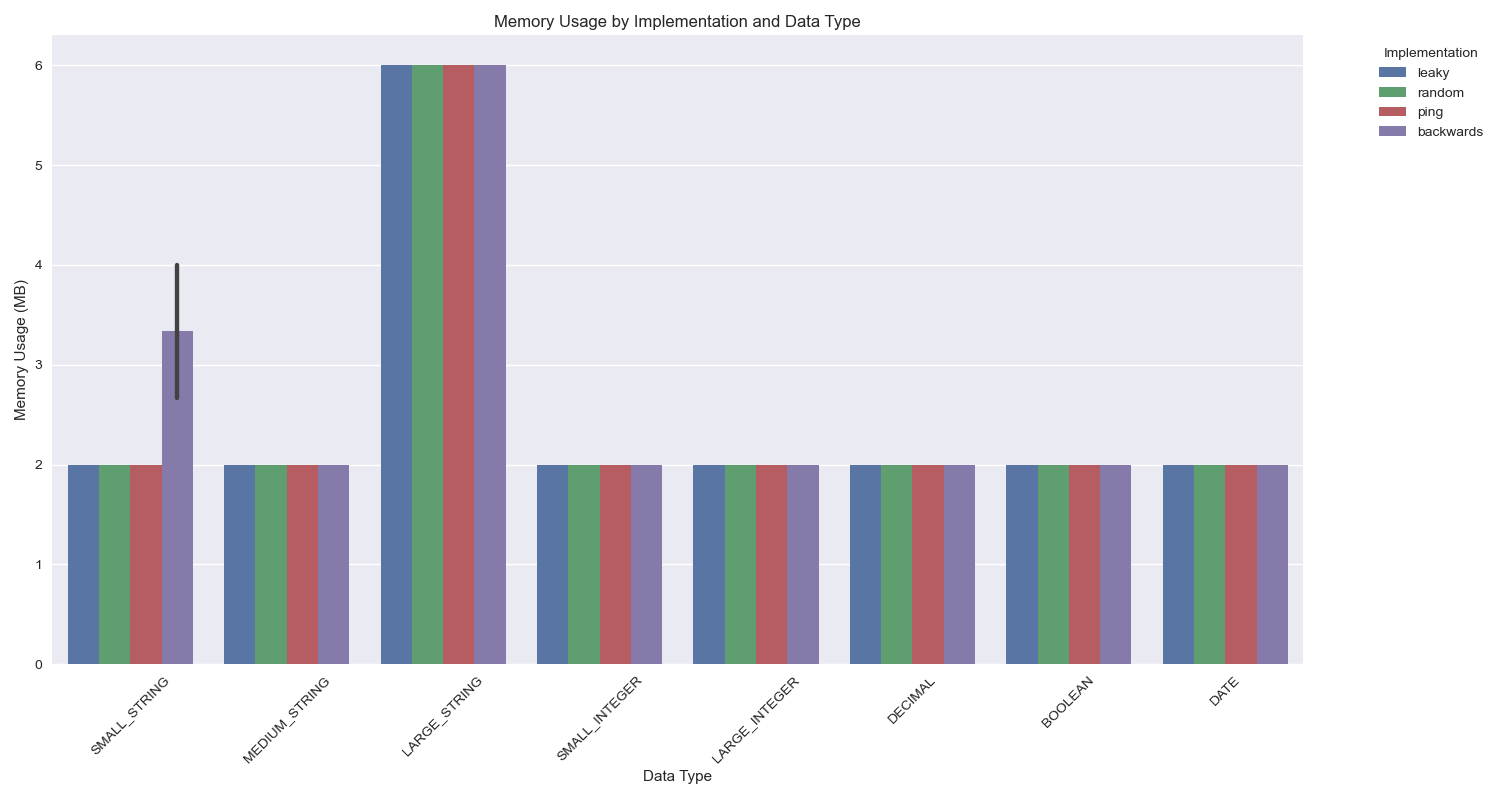 Memory Usage by Implementation and Data Type
Implementation
leaky
random
ping
backwards
Memory Usage (MB)
6
5
4
3
2
1
0
SMALL_STRING
MEDIUM_STRING
LARGE_STRING
SMALL_INTEGER
LARGE_INTEGER
DECIMAL
BOOLEAN
DATE
Data Type